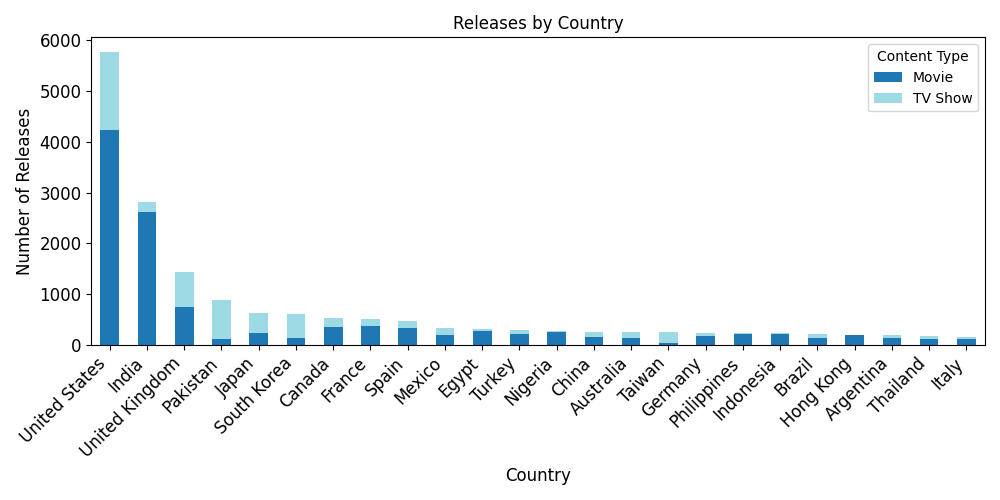 Releases by Country
Number of Releases
6000
5000
4000
3000
2000
1000
0
Content Type
Movie
TV Show
United States
India
United Kingdom
Pakistan
Japan
South Korea
Canada
France
Spain
Mexico
Egypt
Turkey
Nigeria
China
Australia
Taiwan
Germany
Philippines
Indonesia
Brazil
Hong Kong
Argentina
Thailand
Italy
Country